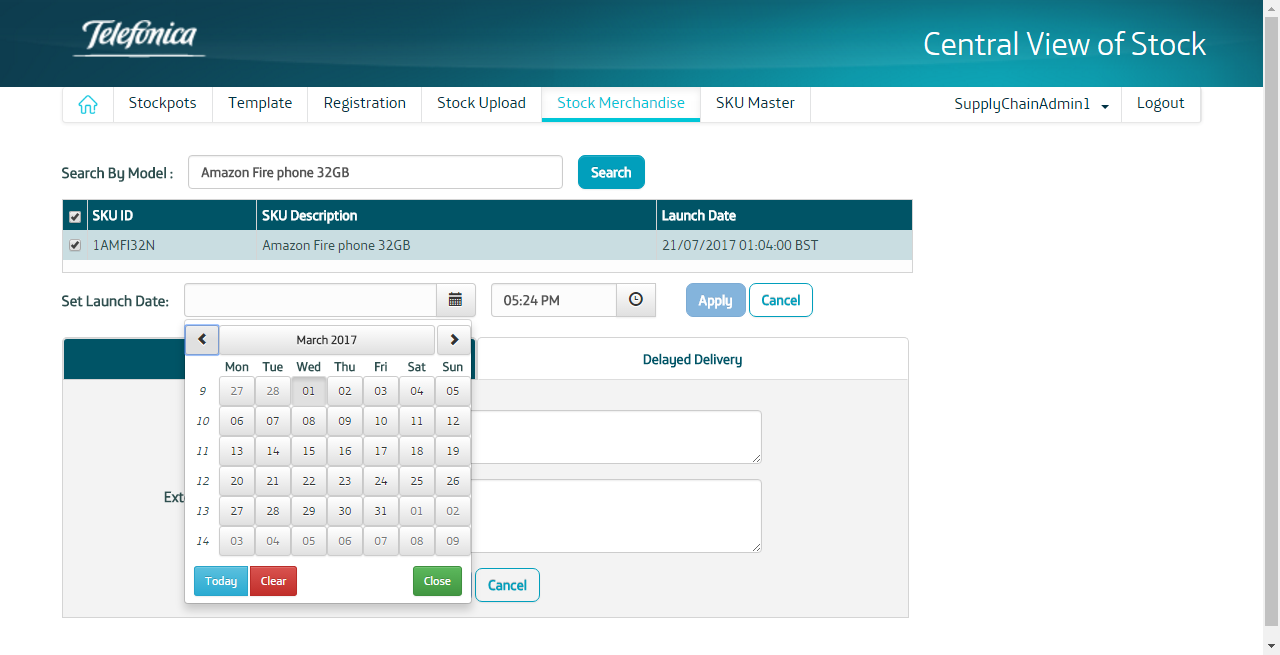 Telefónica
Central View of Stock
Stockpots Template Registration Stock Upload Stock Merchandise SKU Master SupplyChainAdmin1 Logout
Search By Model : Amazon Fire phone 32GB Search
SKU ID SKU Description Launch Date
1AMFI32N Amazon Fire phone 32GB 21/07/2017 01:04:00 BST
Set Launch Date: 05:24 PM Apply Cancel
March 2017
Delayed Delivery
Mon Tue Wed Thu Fri Sat Sun
9 27 28 01 02 03 04 05
10 06 07 08 09 10 11 12
11 13 14 15 16 17 18 19
12 20 21 22 23 24 25 26
Ext
13 27 28 29 30 31 01 02
14 03 04 05 06 07 08 09
Today Clear Close
Cancel